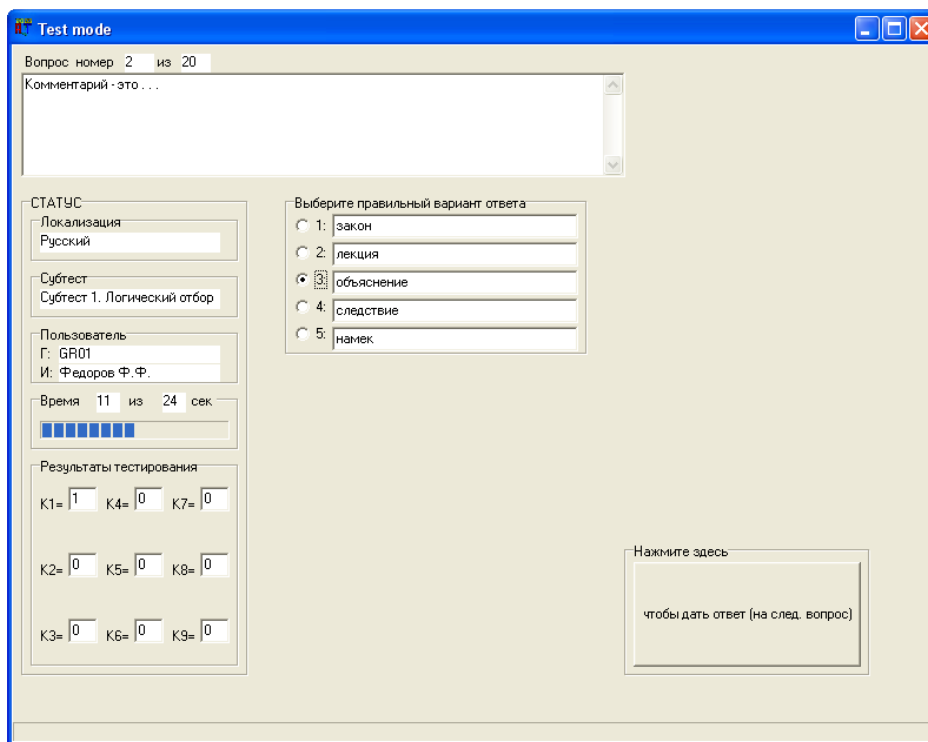 Test mode
Вопрос номер 2 из 20
Комментарий - это . . .
СТАТУС
Локализация
Русский
Субтест
Субтест 1. Логический отбор
Пользователь
Г: GR01
И: Федоров Ф.Ф.
Время 11 из 24 сек
Результаты тестирования
K1= 1 K4= 0 K7= 0
K2= 0 K5= 0 K8= 0
K3= 0 K6= 0 K9= 0
Выберите правильный вариант ответа
1: закон
2: лекция
3: объяснение
4: следствие
5: намек
Нажмите здесь
чтобы дать ответ (на след. вопрос)